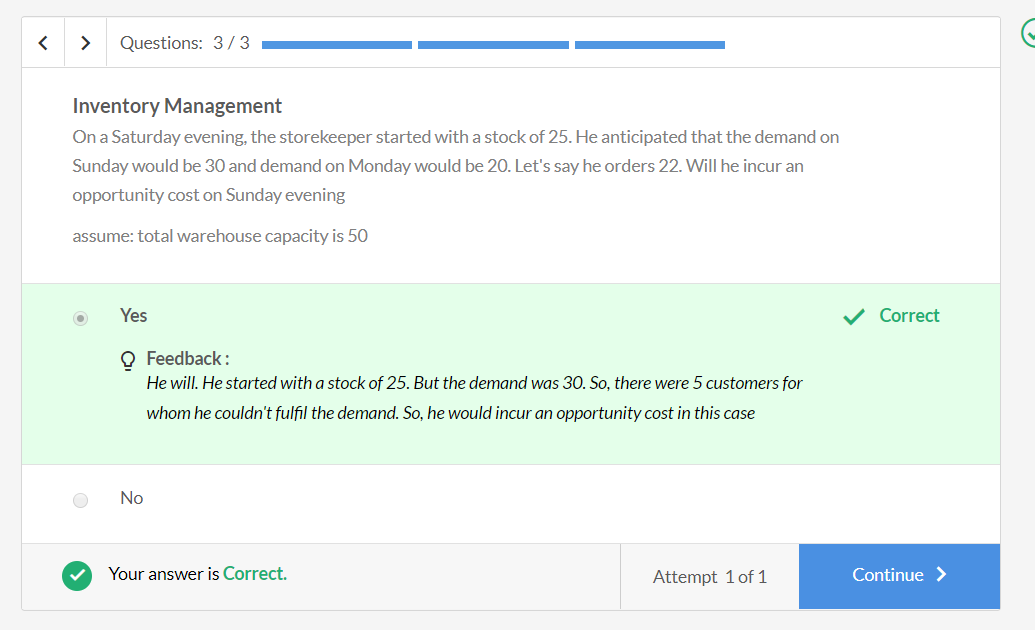 Questions: 3 / 3
Inventory Management
On a Saturday evening, the storekeeper started with a stock of 25. He anticipated that the demand on
Sunday would be 30 and demand on Monday would be 20. Let's say he orders 22. Will he incur an
opportunity cost on Sunday evening
assume: total warehouse capacity is 50
Yes
Correct
Feedback :
He will. He started with a stock of 25. But the demand was 30. So, there were 5 customers for
whom he couldn't fulfil the demand. So, he would incur an opportunity cost in this case
No
Your answer is Correct.
Attempt 1 of 1
Continue